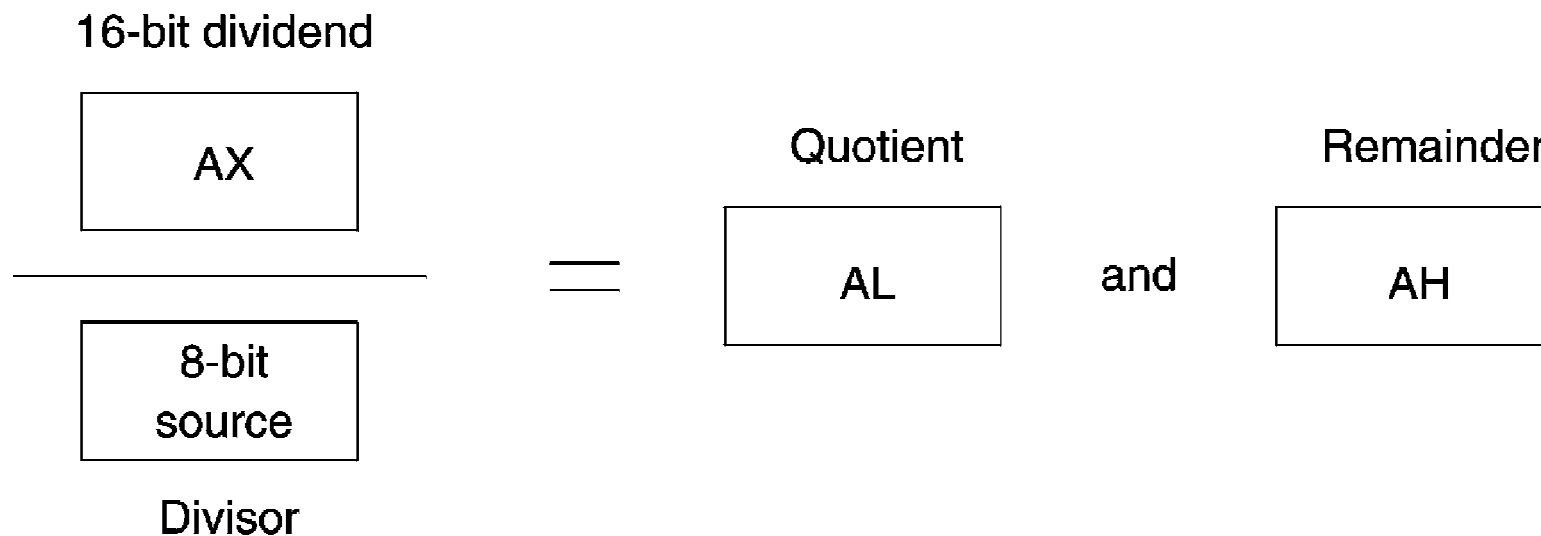 16-bit dividend
AX
8-bit
source
Divisor
=
Quotient
AL
and
Remainder
AH